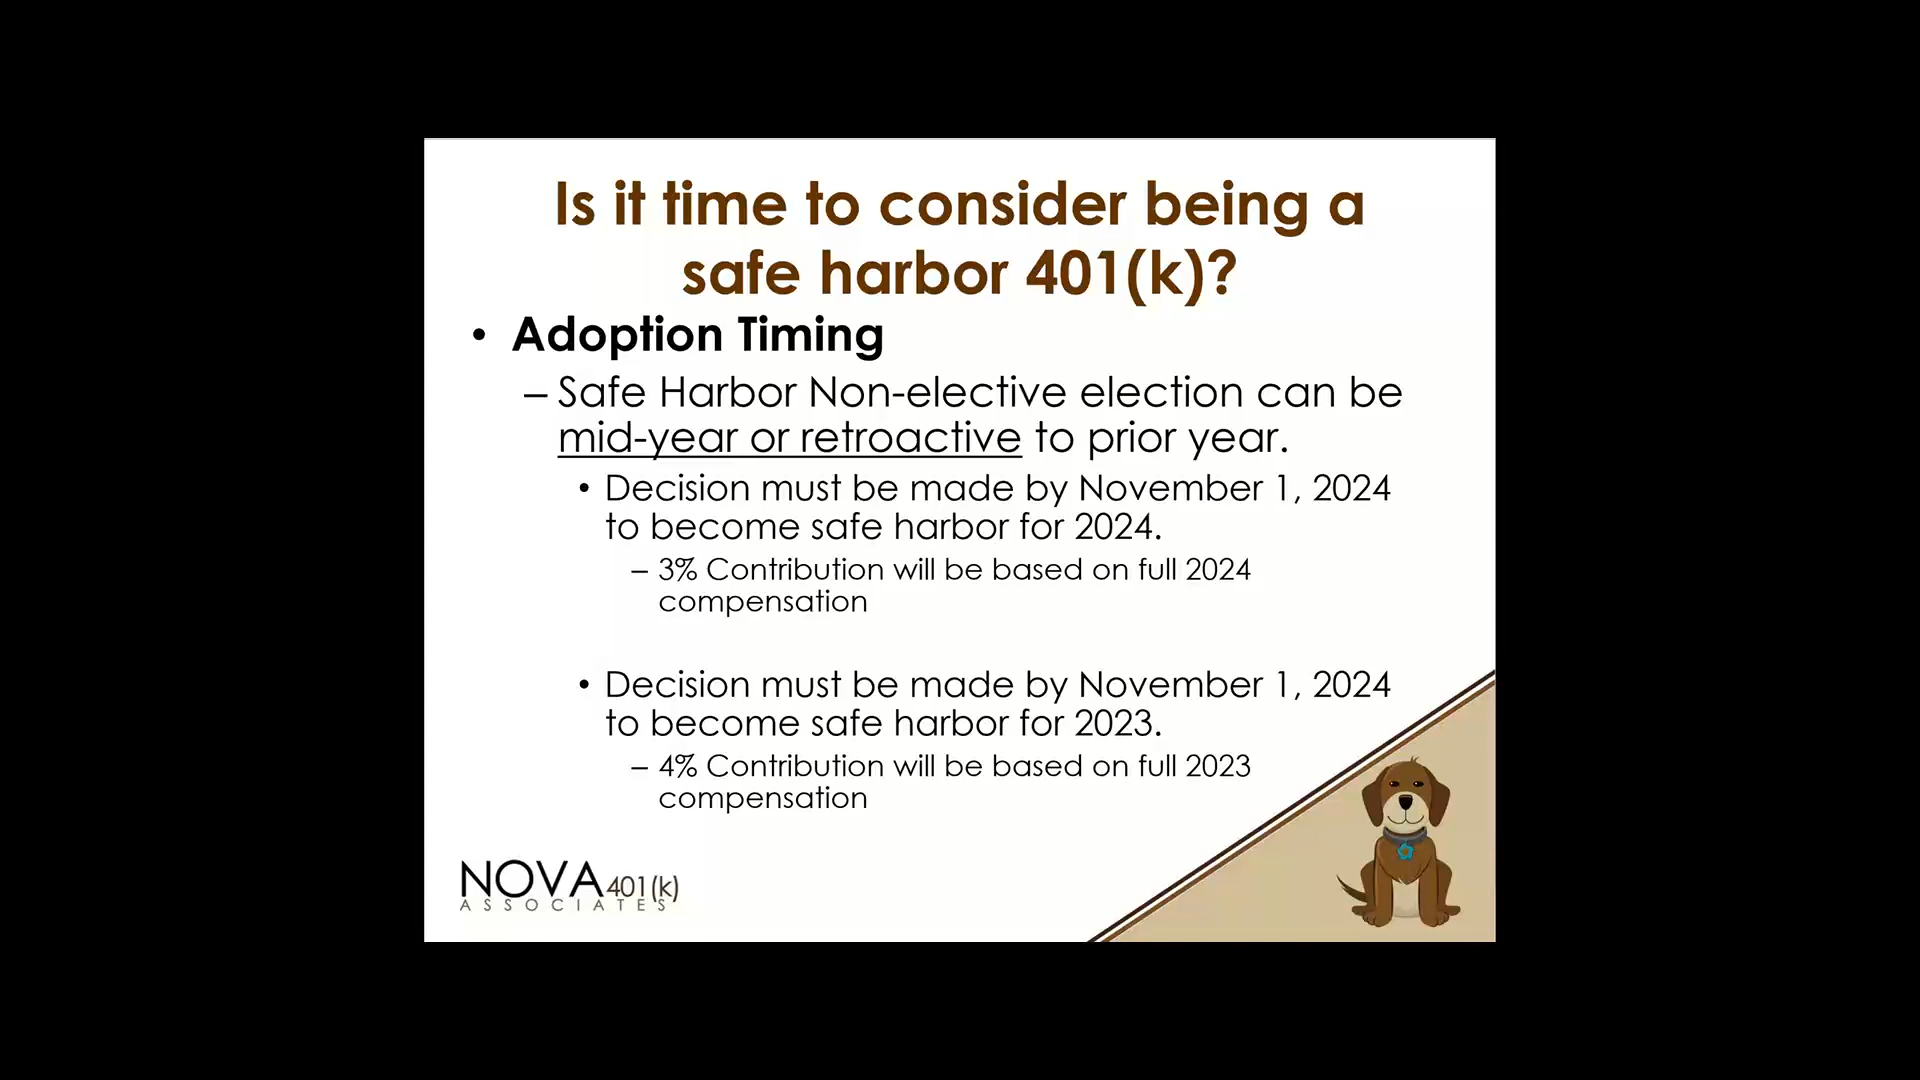 Is it time to consider being a
safe harbor 401(k)?
• Adoption Timing
– Safe Harbor Non-elective election can be
mid-year or retroactive to prior year.
• Decision must be made by November 1, 2024
to become safe harbor for 2024.
– 3% Contribution will be based on full 2024
compensation
• Decision must be made by November 1, 2024
to become safe harbor for 2023.
– 4% Contribution will be based on full 2023
compensation
NOVA 401(k)
ASSOCIATES